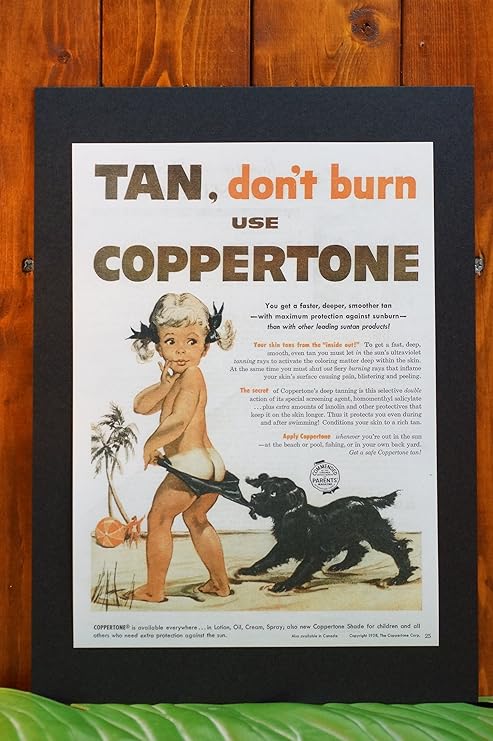 TAN, don't burn
USE
COPPERTONE
You get a faster, deeper, smoother tan
—with maximum protection against sunburn—
than with other leading suntan products!
Your skin tans from the "inside out!" To get a fast, deep,
smooth, even tan you must let in the sun's ultraviolet
tanning rays to activate the coloring matter deep within the skin.
At the same time you must shut out fiery burning rays that inflame
your skin's surface causing pain, blistering and peeling.
The secret of Coppertone's deep tanning is this selective double
action of its special screening agent, homomenthyl salicylate
...plus extra amounts of lanolin and other protectives that
keep it on the skin longer. Thus it protects you even during
and after swimming! Conditions your skin to a rich tan.
Apply Coppertone whenever you're out in the sun
—at the beach or pool, fishing, or in your own back yard.
Get a safe Coppertone tan!
COMMENDED
PARENTS'
MAGAZINE
COPPERTONE® is available everywhere...in Lotion, Oil, Cream, Spray; also new Coppertone Shade for children and all
others who need extra protection against the sun.
Also available in Canada.
Copyright 1958, The Coppertone Corp.
25